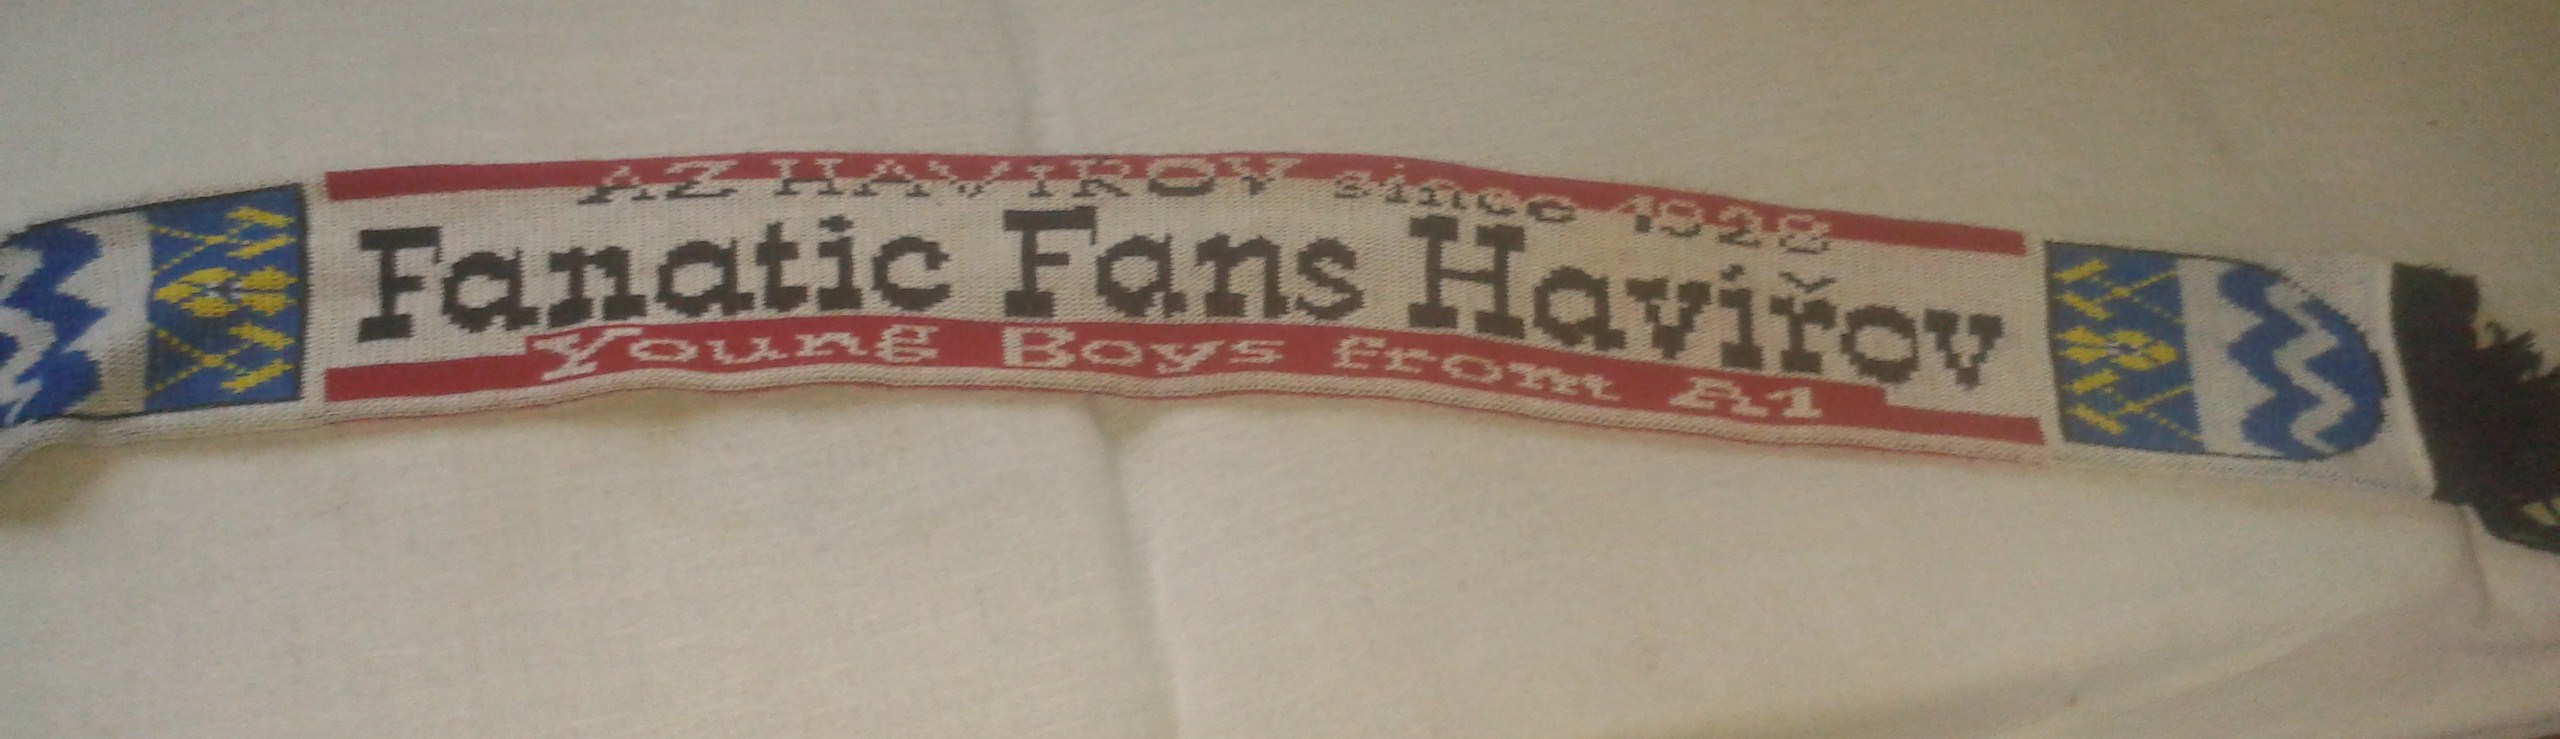 AZ HAVÍŘOV since 1928
Fanatic Fans Havířov
Young Boys from A1